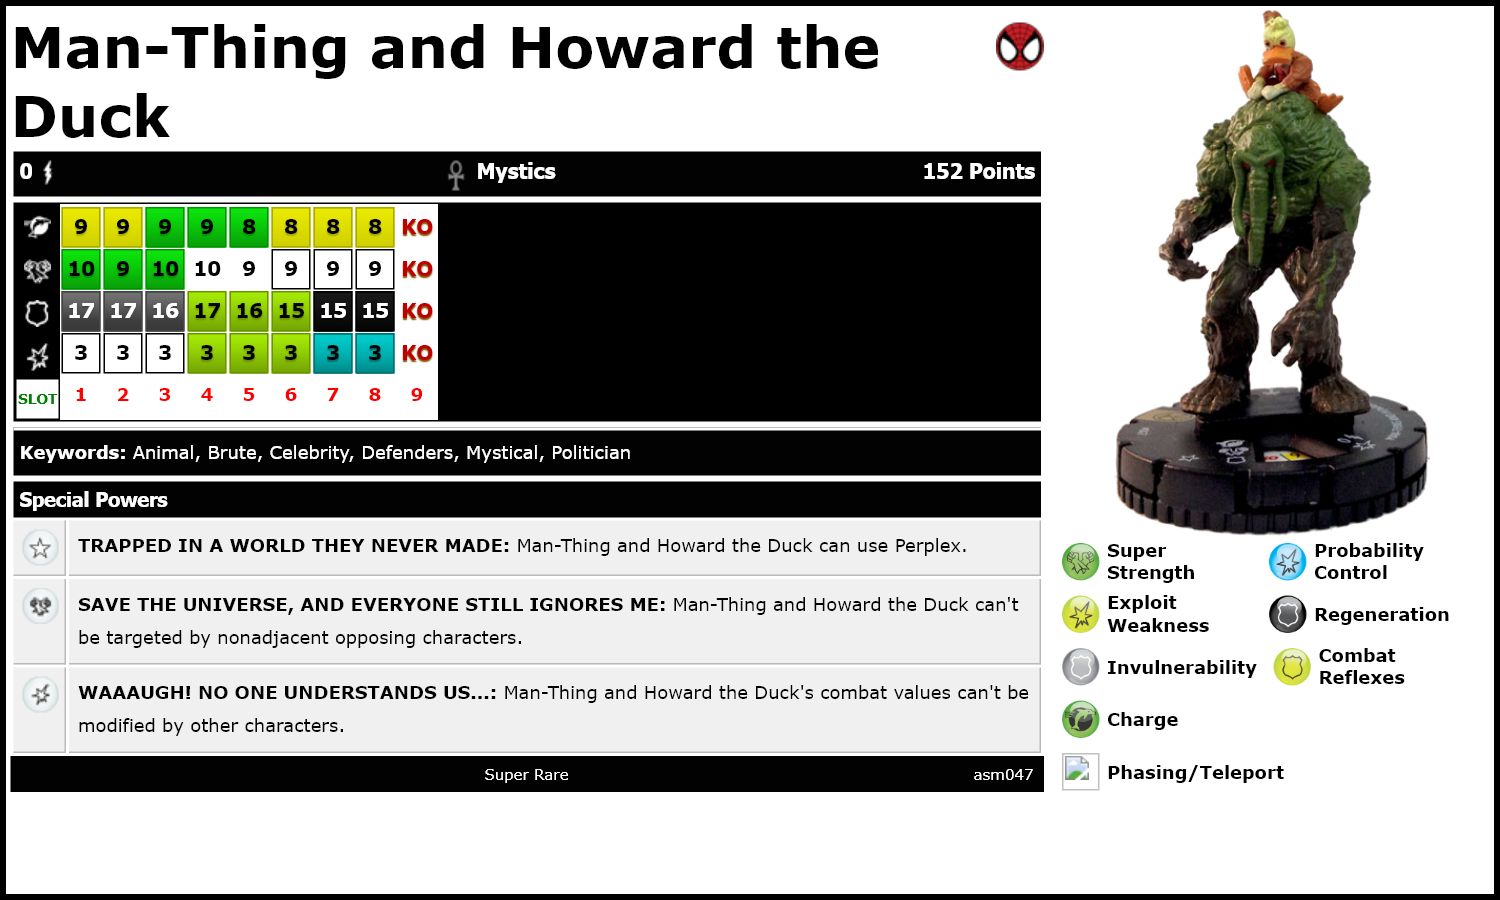 Man-Thing and Howard the
Duck
0 Mystics 152 Points
9 9 9 9 8 8 8 8 KO
10 9 10 10 9 9 9 9 KO
17 17 16 17 16 15 15 15 KO
3 3 3 3 3 3 3 3 KO
SLOT 1 2 3 4 5 6 7 8 9
Keywords: Animal, Brute, Celebrity, Defenders, Mystical, Politician
Special Powers
TRAPPED IN A WORLD THEY NEVER MADE: Man-Thing and Howard the Duck can use Perplex.
SAVE THE UNIVERSE, AND EVERYONE STILL IGNORES ME: Man-Thing and Howard the Duck can't
be targeted by nonadjacent opposing characters.
WAAAUGH! NO ONE UNDERSTANDS US...: Man-Thing and Howard the Duck's combat values can't be
modified by other characters.
Super Rare asm047
Super
Strength
Probability
Control
Exploit
Weakness
Regeneration
Invulnerability
Combat
Reflexes
Charge
Phasing/Teleport